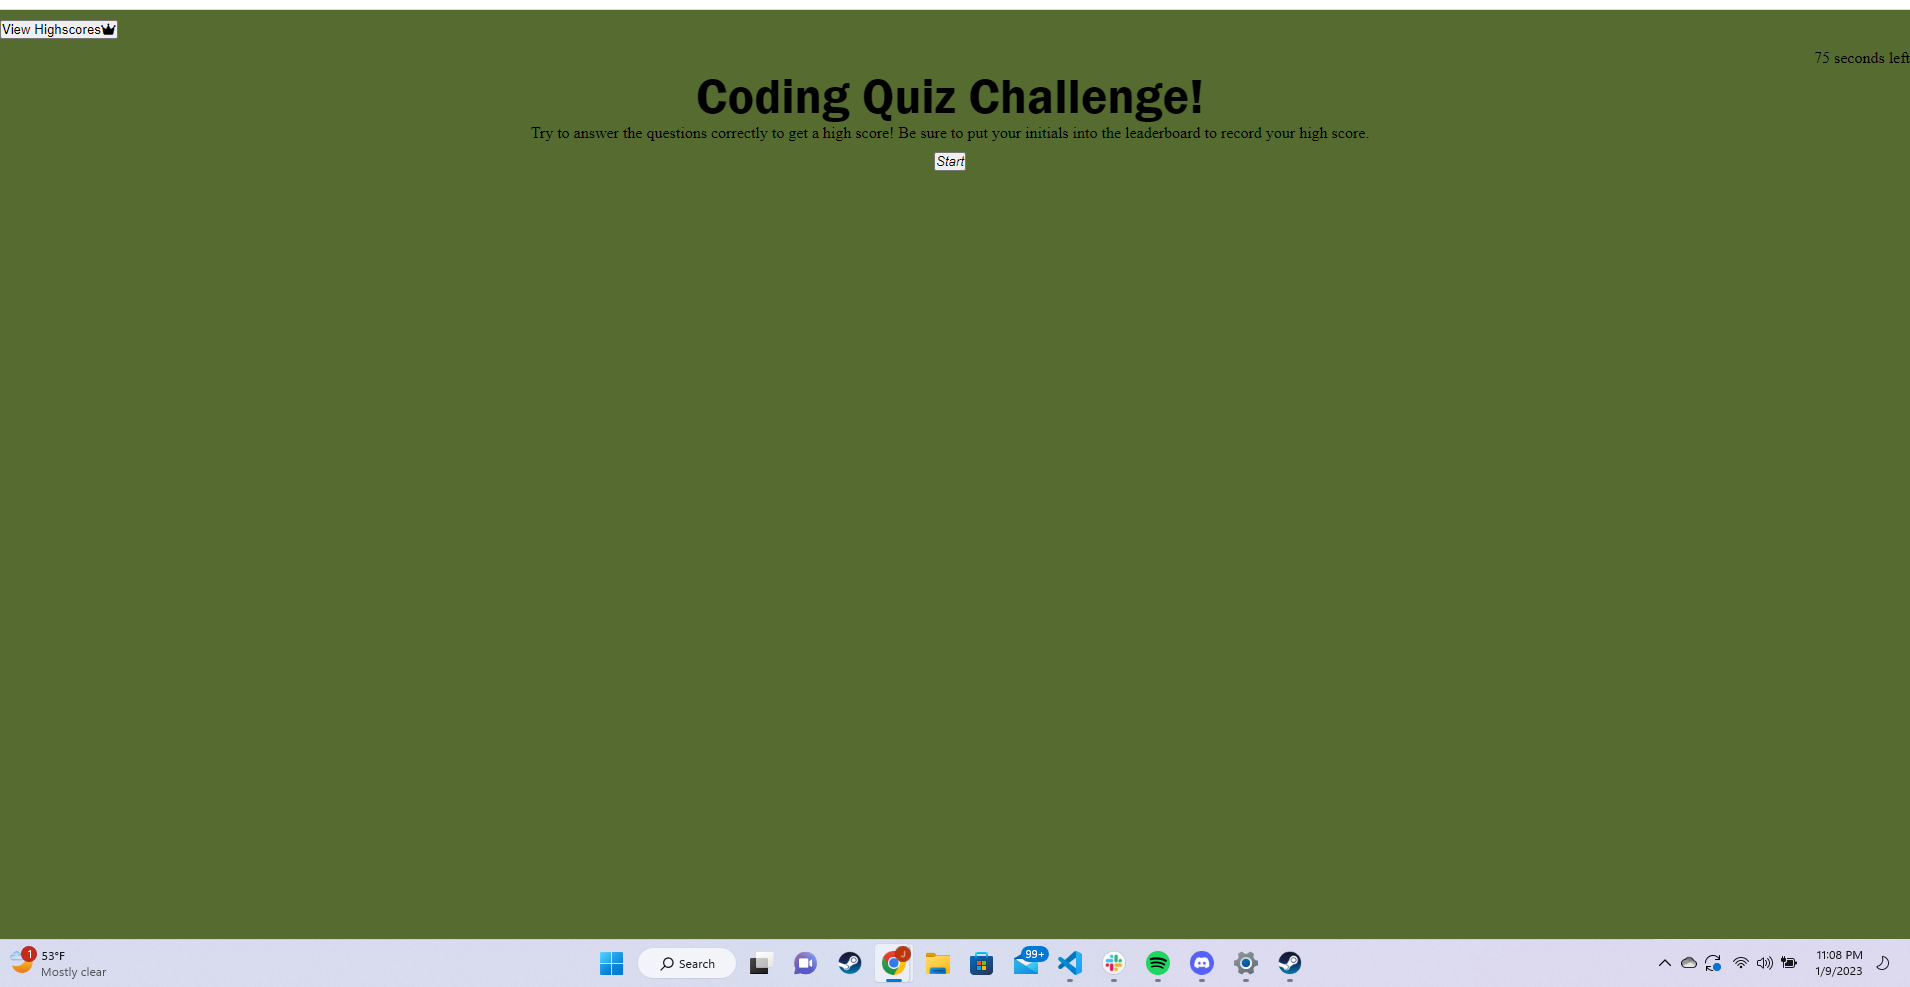 View Highscores
75 seconds left
Coding Quiz Challenge!
Try to answer the questions correctly to get a high score! Be sure to put your initials into the leaderboard to record your high score.
Start
1
53°F
Mostly clear
Search
J
99+
11:08 PM
1/9/2023